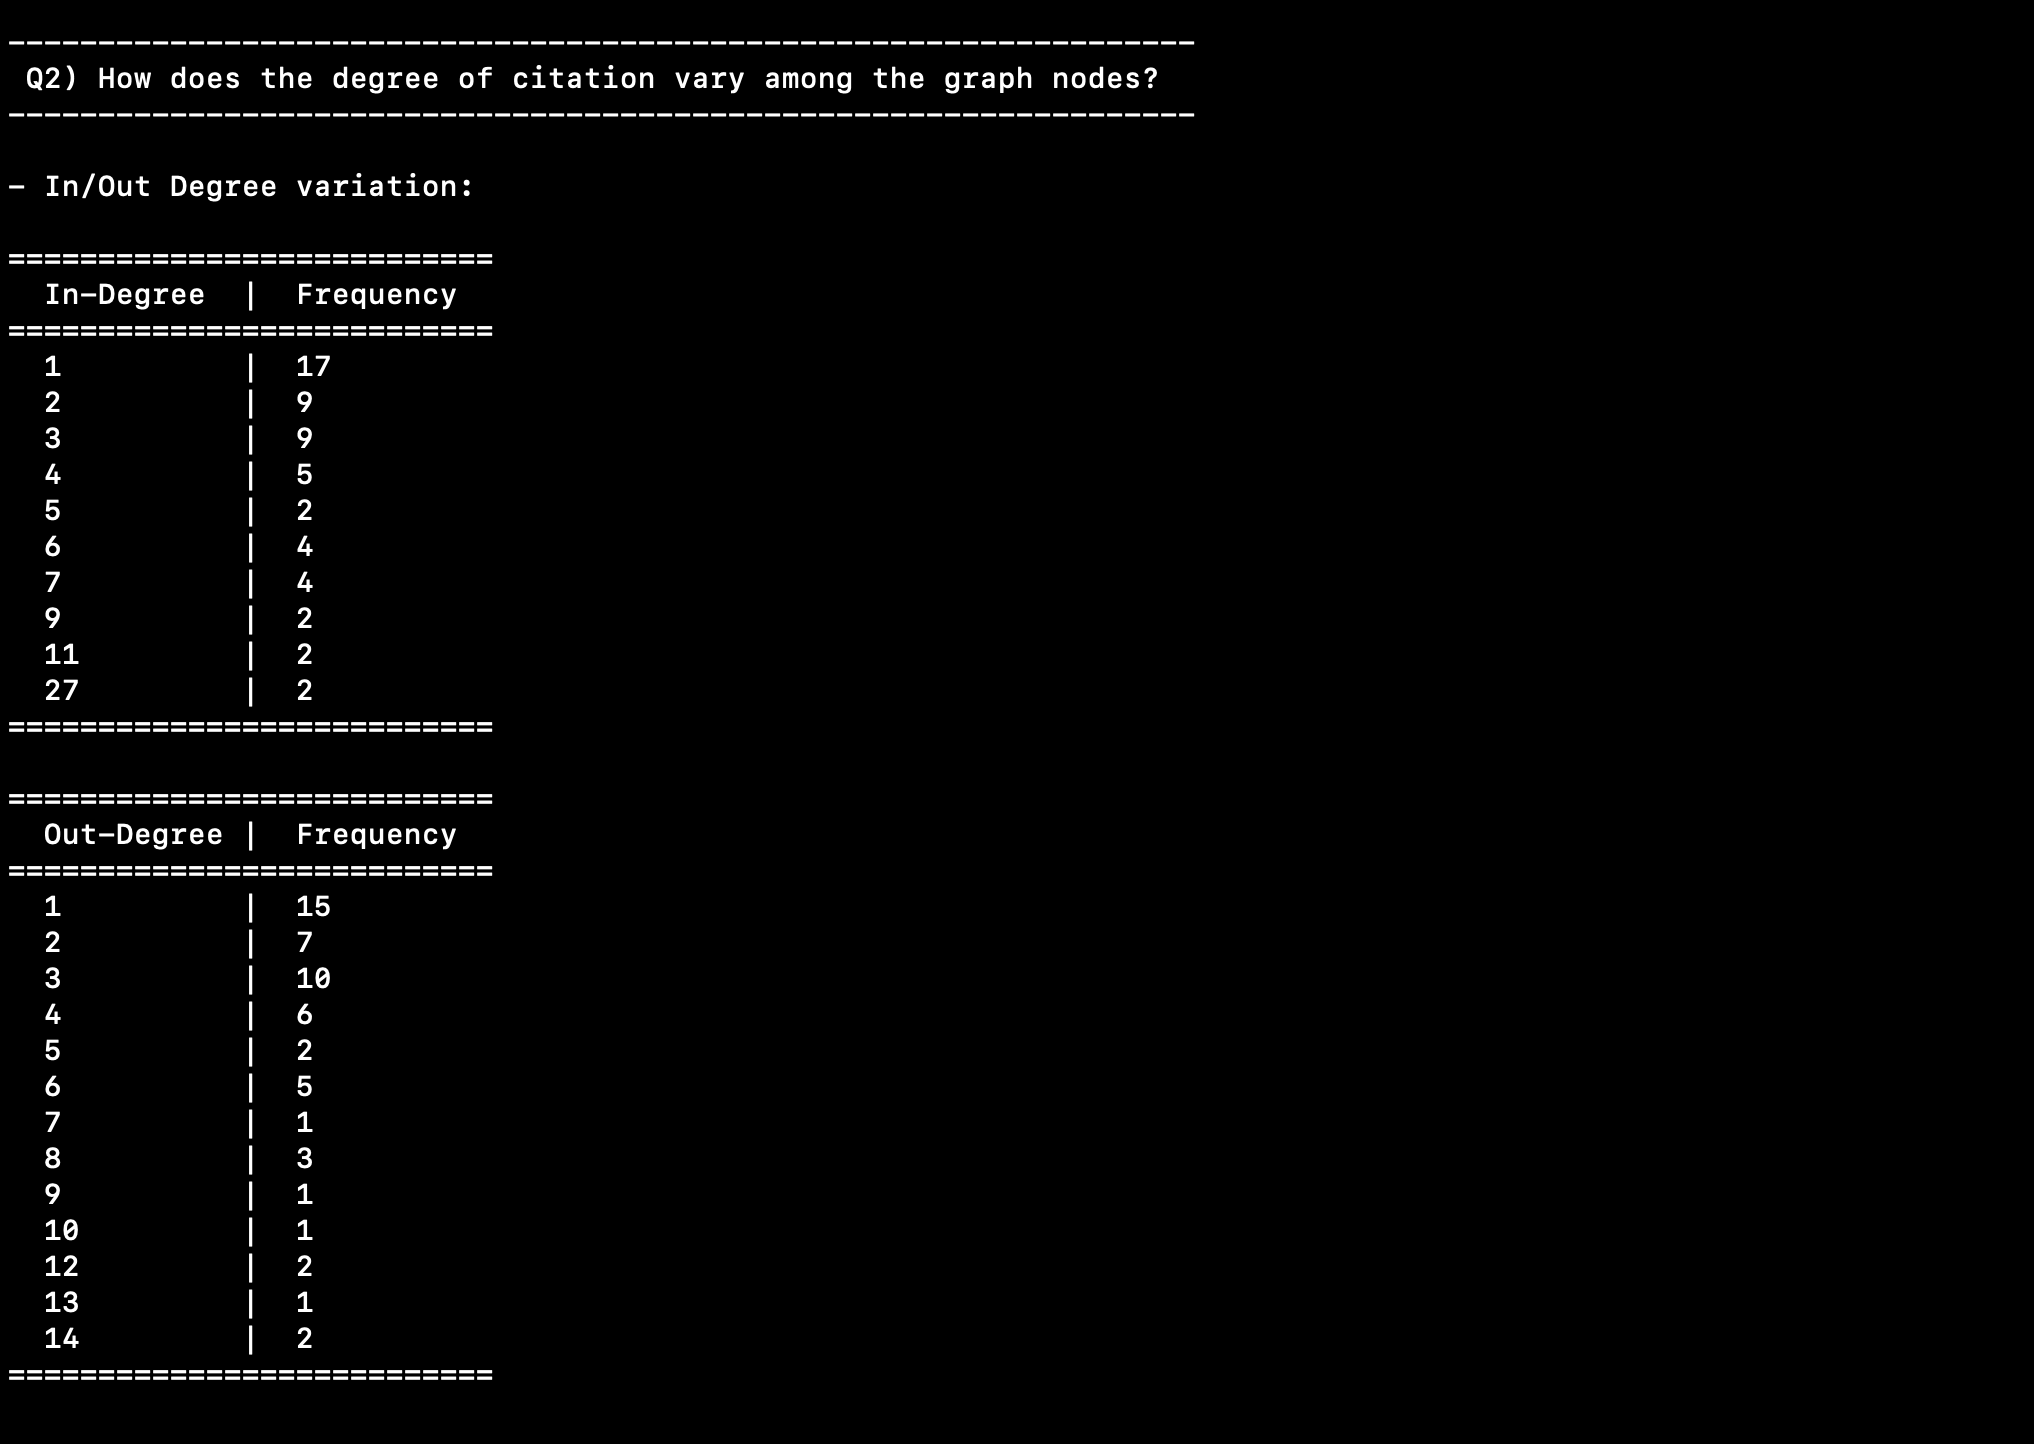 ------------------------------------------------------------------
 Q2) How does the degree of citation vary among the graph nodes?
------------------------------------------------------------------
- In/Out Degree variation:
===========================
  In-Degree  |  Frequency
===========================
  1          |  17
  2          |  9
  3          |  9
  4          |  5
  5          |  2
  6          |  4
  7          |  4
  9          |  2
  11         |  2
  27         |  2
===========================
===========================
  Out-Degree |  Frequency
===========================
  1          |  15
  2          |  7
  3          |  10
  4          |  6
  5          |  2
  6          |  5
  7          |  1
  8          |  3
  9          |  1
  10         |  1
  12         |  2
  13         |  1
  14         |  2
===========================